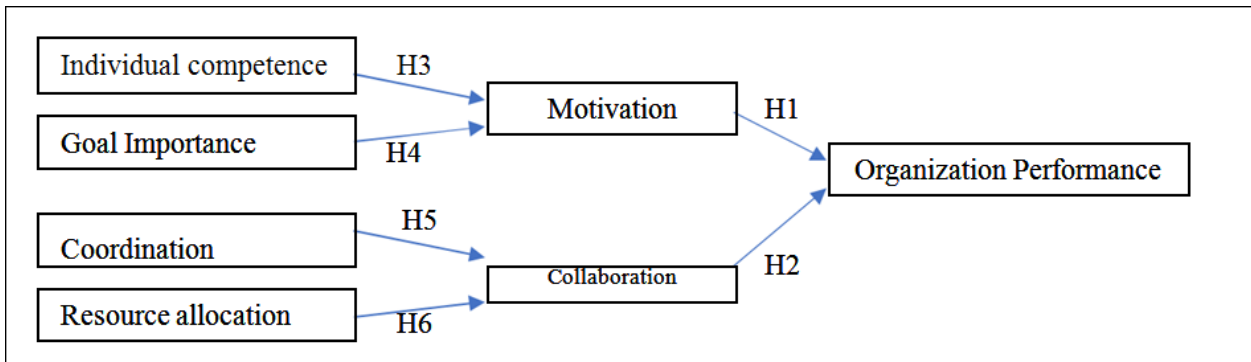 Individual competence
H3
Motivation
H1
Goal Importance
H4
Organization Performance
Coordination
H5
Collaboration
H2
Resource allocation
H6